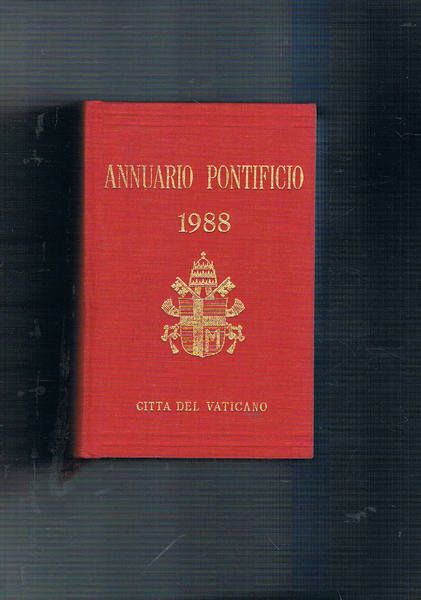 ANNUARIO PONTIFICIO
1988
M
CITTA DEL VATICANO